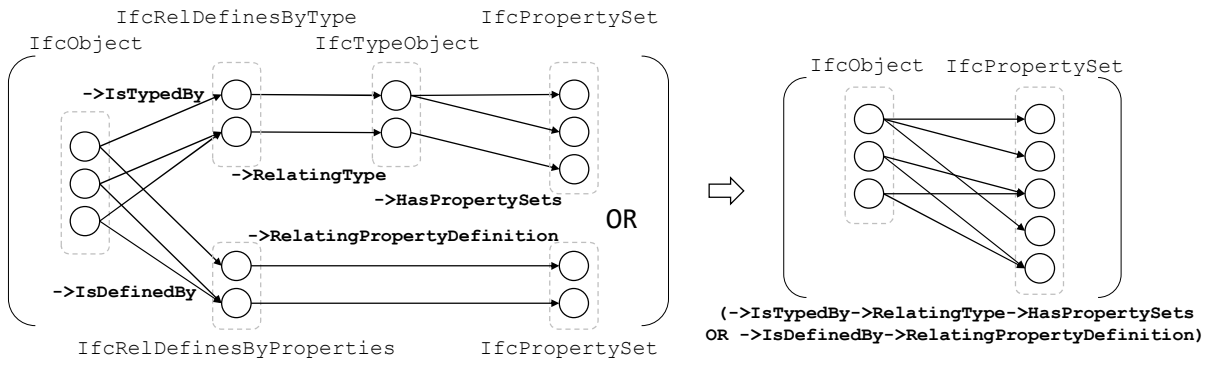 IfcRelDefinesByType
IfcPropertySet
IfcObject
IfcTypeObject
->IsTypedBy
->RelatingType
->HasPropertySets
OR
->RelatingPropertyDefinition
->IsDefinedBy
IfcRelDefinesByProperties
IfcPropertySet
IfcObject
IfcPropertySet
(->IsTypedBy->RelatingType->HasPropertySets
OR ->IsDefinedBy->RelatingPropertyDefinition)